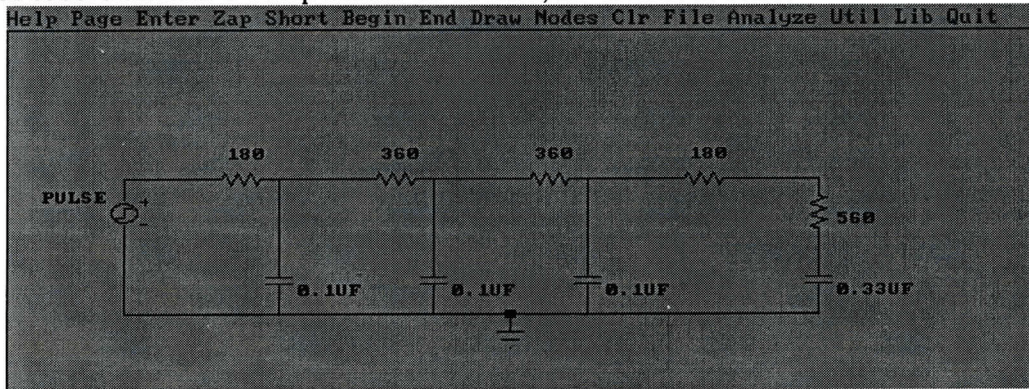 Help Page Enter Zap Short Begin End Draw Nodes Clr File Analyze Util Lib Quit
180 360 360 180
PULSE + -
560
0.1UF 0.1UF 0.1UF 0.33UF